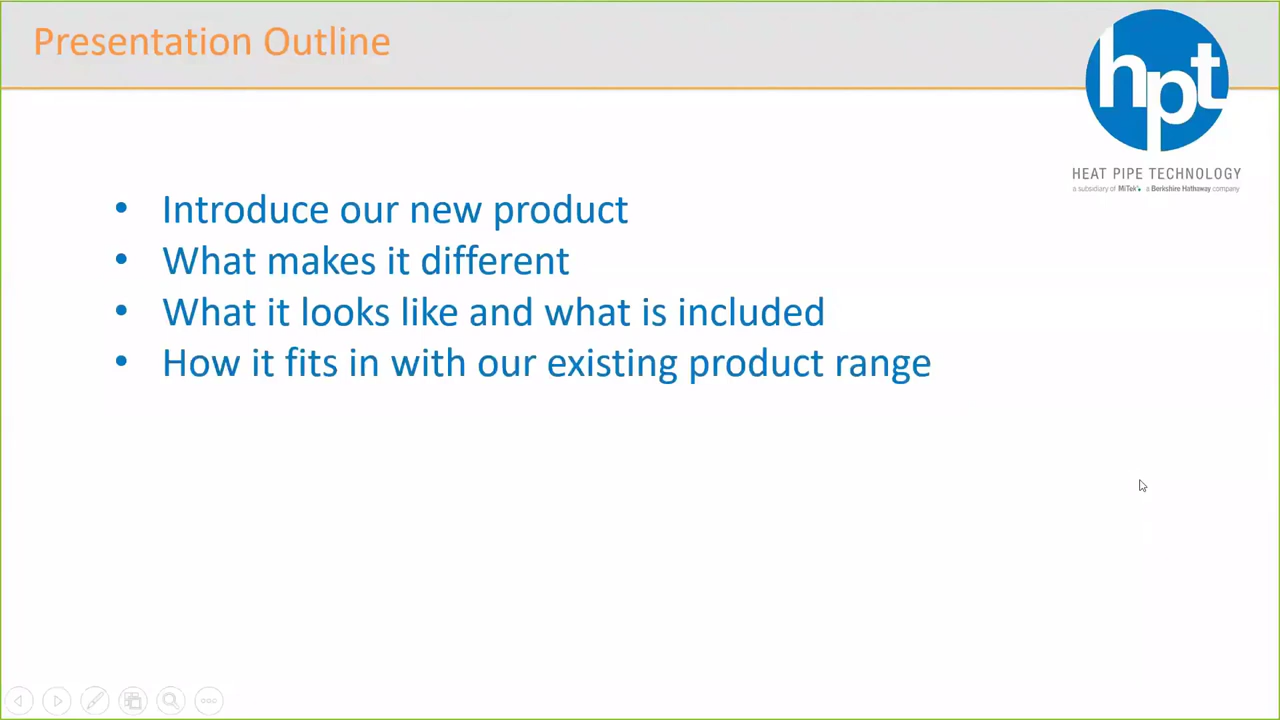 Presentation Outline
hpt
HEAT PIPE TECHNOLOGY
a subsidiary of MiTek a Berkshire Hathaway company
• Introduce our new product
• What makes it different
• What it looks like and what is included
• How it fits in with our existing product range